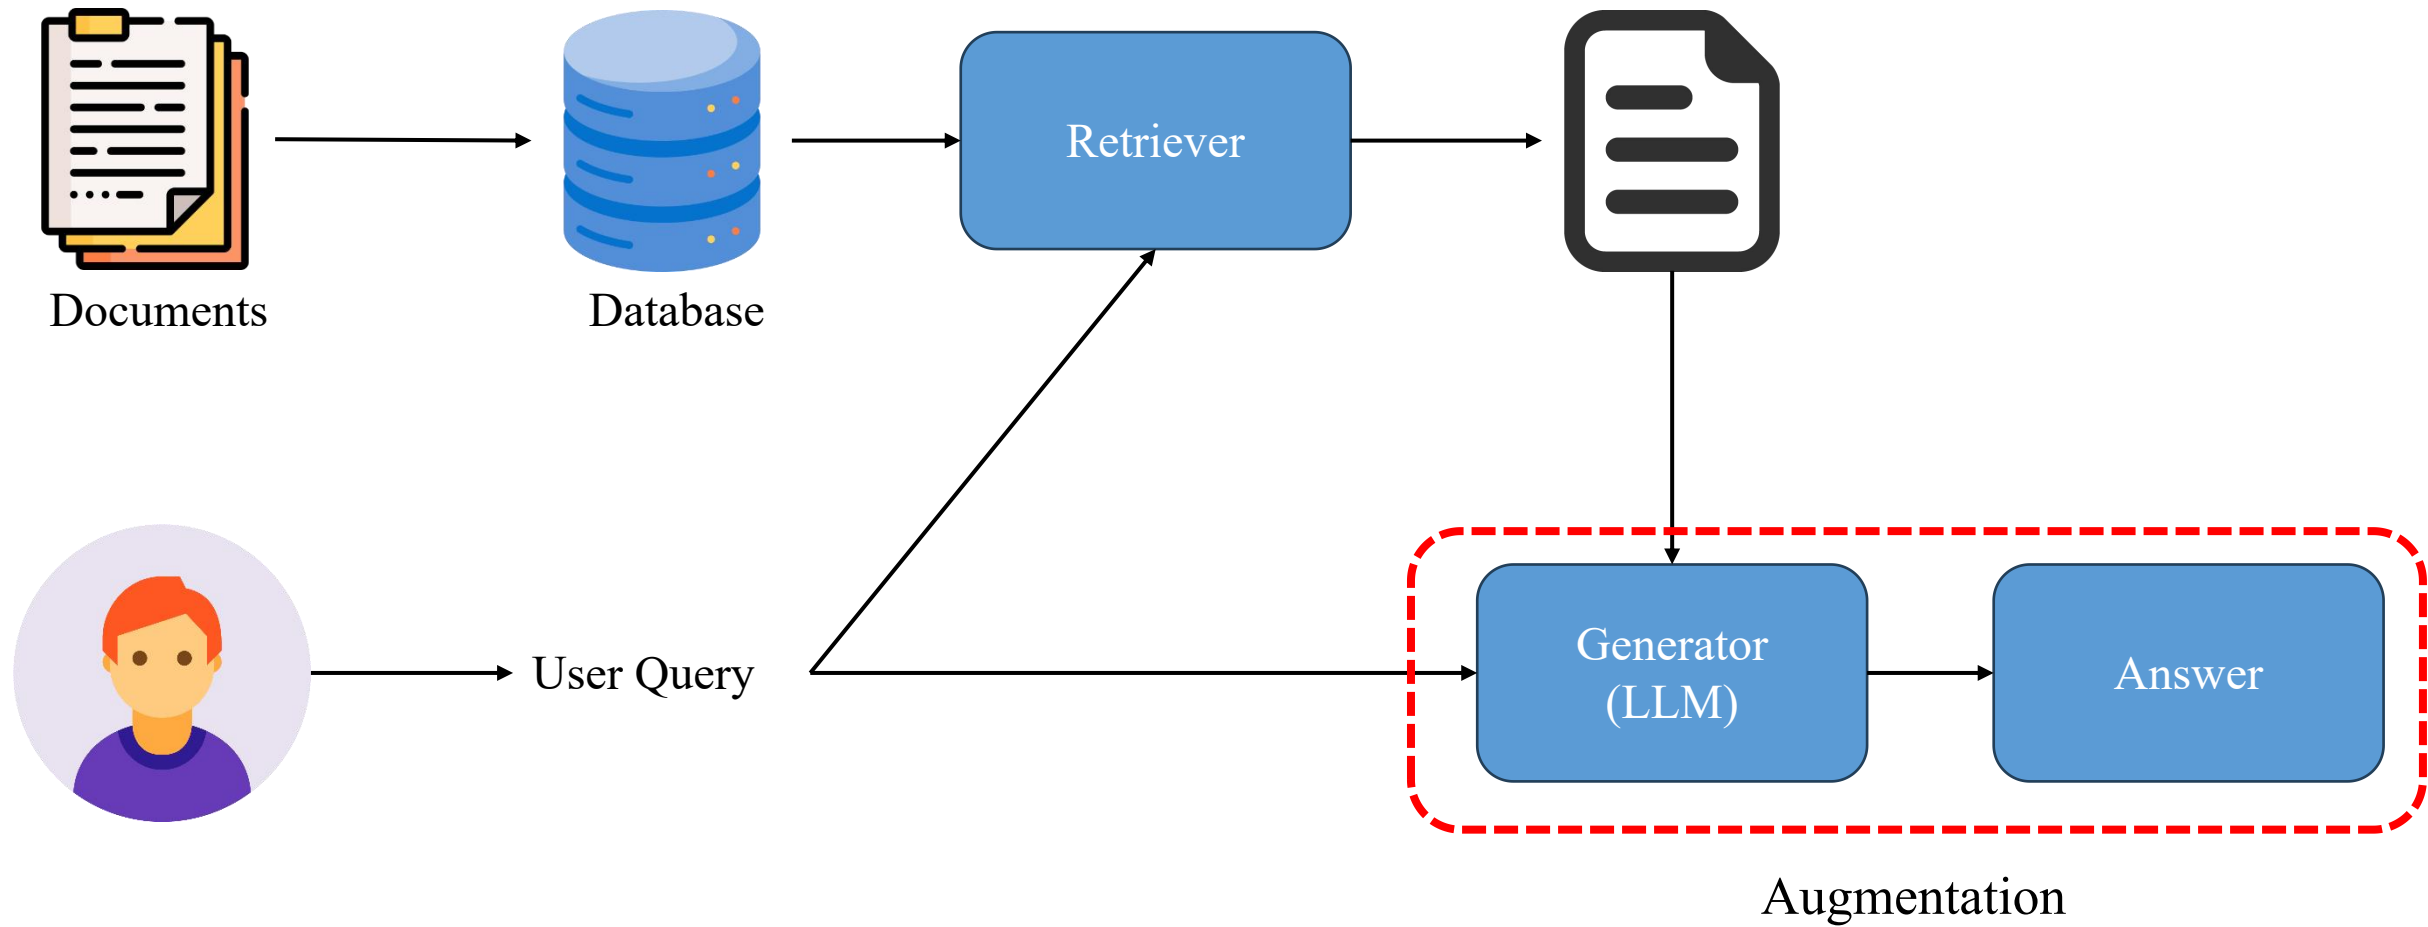 Retriever
Documents
Database
User Query
Generator
(LLM)
Answer
Augmentation